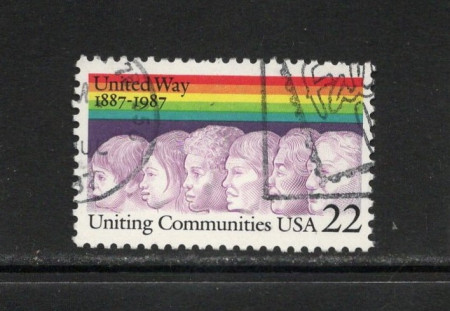 United Way
1887-1987
Uniting Communities USA 22